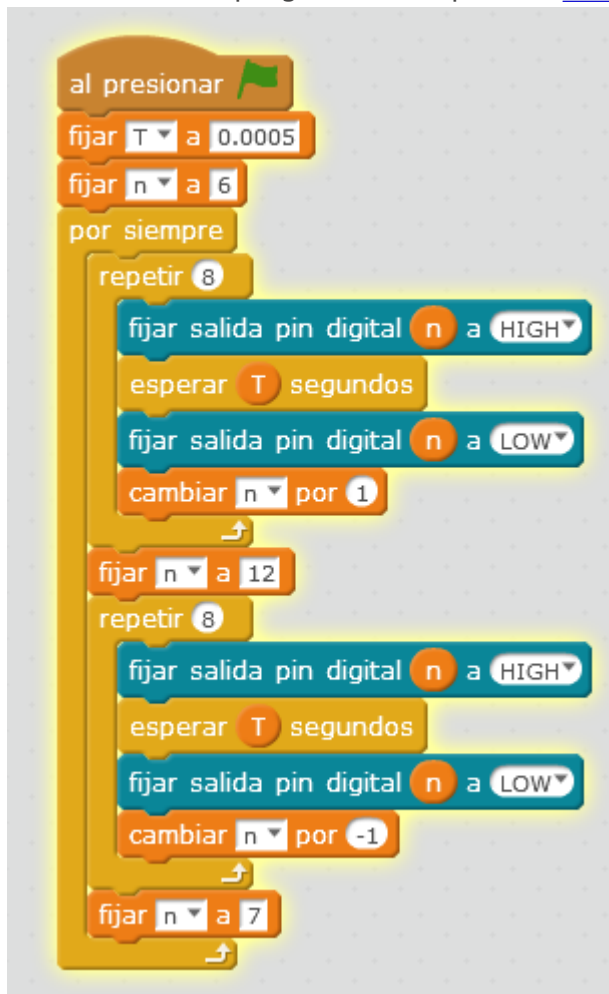 al presionar
fijar T a 0.0005
fijar n a 6
por siempre
repetir 8
fijar salida pin digital n a HIGH
esperar T segundos
fijar salida pin digital n a LOW
cambiar n por 1
fijar n a 12
repetir 8
fijar salida pin digital n a HIGH
esperar T segundos
fijar salida pin digital n a LOW
cambiar n por -1
fijar n a 7